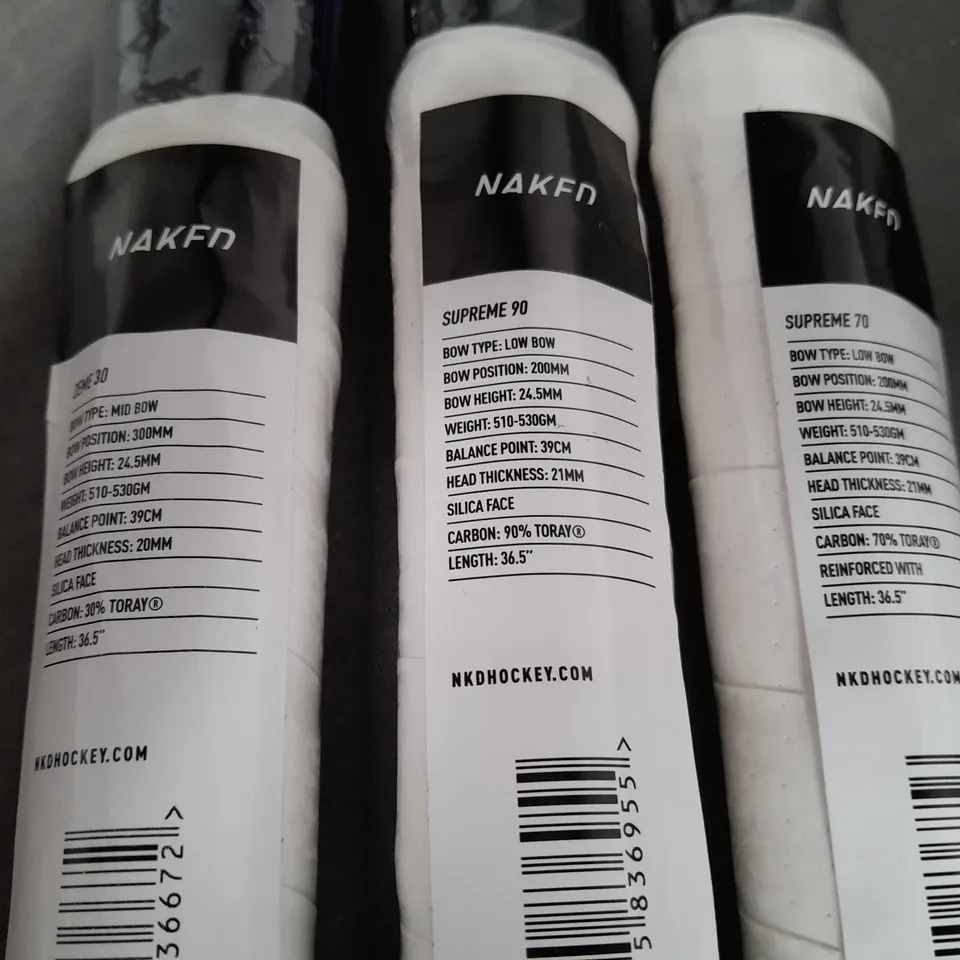 NAKED
ZEME 30
BOW TYPE: MID BOW
BOW POSITION: 300MM
BOW HEIGHT: 24.5MM
WEIGHT: 510-530GM
BALANCE POINT: 39CM
HEAD THICKNESS: 20MM
SILICA FACE
CARBON: 30% TORAY®
LENGTH: 36.5"
NKDHOCKEY.COM
36672>
NAKED
SUPREME 90
BOW TYPE: LOW BOW
BOW POSITION: 200MM
BOW HEIGHT: 24.5MM
WEIGHT: 510-530GM
BALANCE POINT: 39CM
HEAD THICKNESS: 21MM
SILICA FACE
CARBON: 90% TORAY®
LENGTH: 36.5"
NKDHOCKEY.COM
5836955>
NAKED
SUPREME 70
BOW TYPE: LOW BOW
BOW POSITION: 200MM
BOW HEIGHT: 24.5MM
WEIGHT: 510-530GM
BALANCE POINT: 39CM
HEAD THICKNESS: 21MM
SILICA FACE
CARBON: 70% TORAY®
REINFORCED WITH
LENGTH: 36.5"
NKDHOCKEY.COM